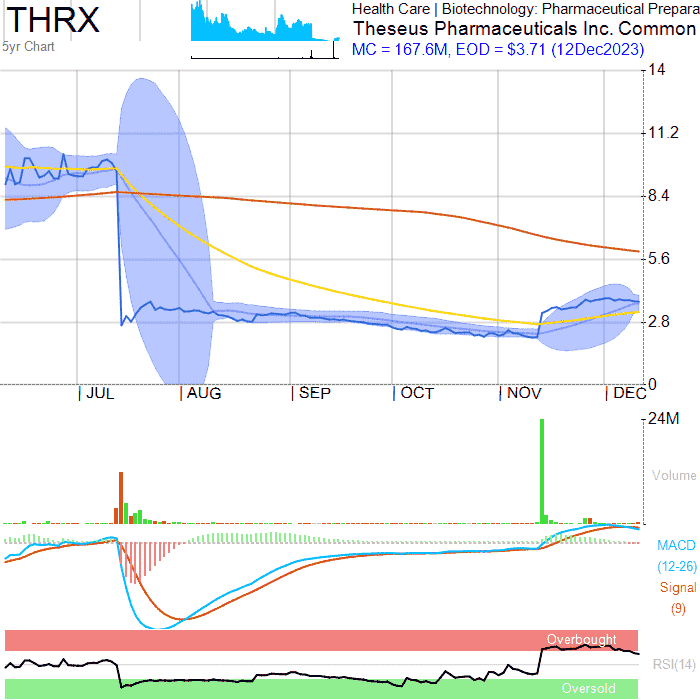 THRX
5yr Chart
Health Care | Biotechnology: Pharmaceutical Prepara
Theseus Pharmaceuticals Inc. Common
MC = 167.6M, EOD = $3.71 (12Dec2023)
14
11.2
8.4
5.6
2.8
0
JUL AUG SEP OCT NOV DEC
24M
Volume
MACD
(12-26)
Signal
(9)
Overbought
RSI(14)
Oversold